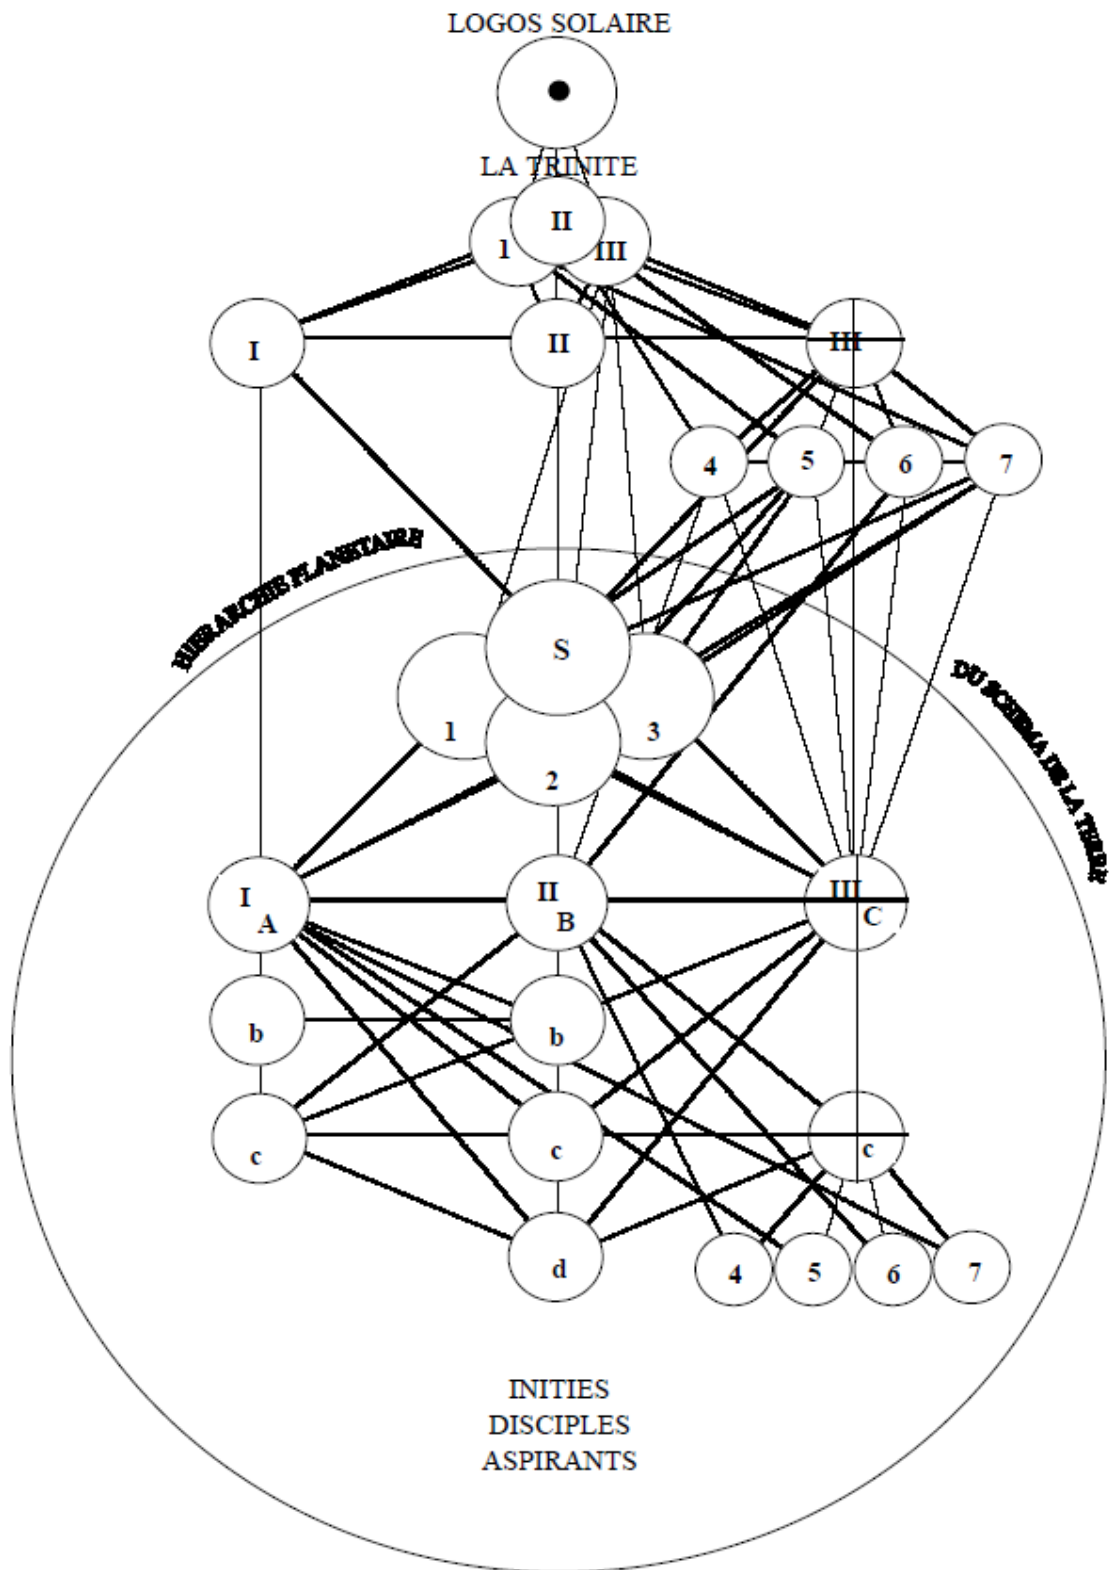 LOGOS SOLAIRE
LA TRINITE
II
1 III
I II III
4 5 6 7
HIERARCHIE PLANETAIRE
DU SCHEMA DE LA TERRE
S
1 3
2
I II III
A B C
b b
c c c
d 4 5 6 7
INITIES
DISCIPLES
ASPIRANTS